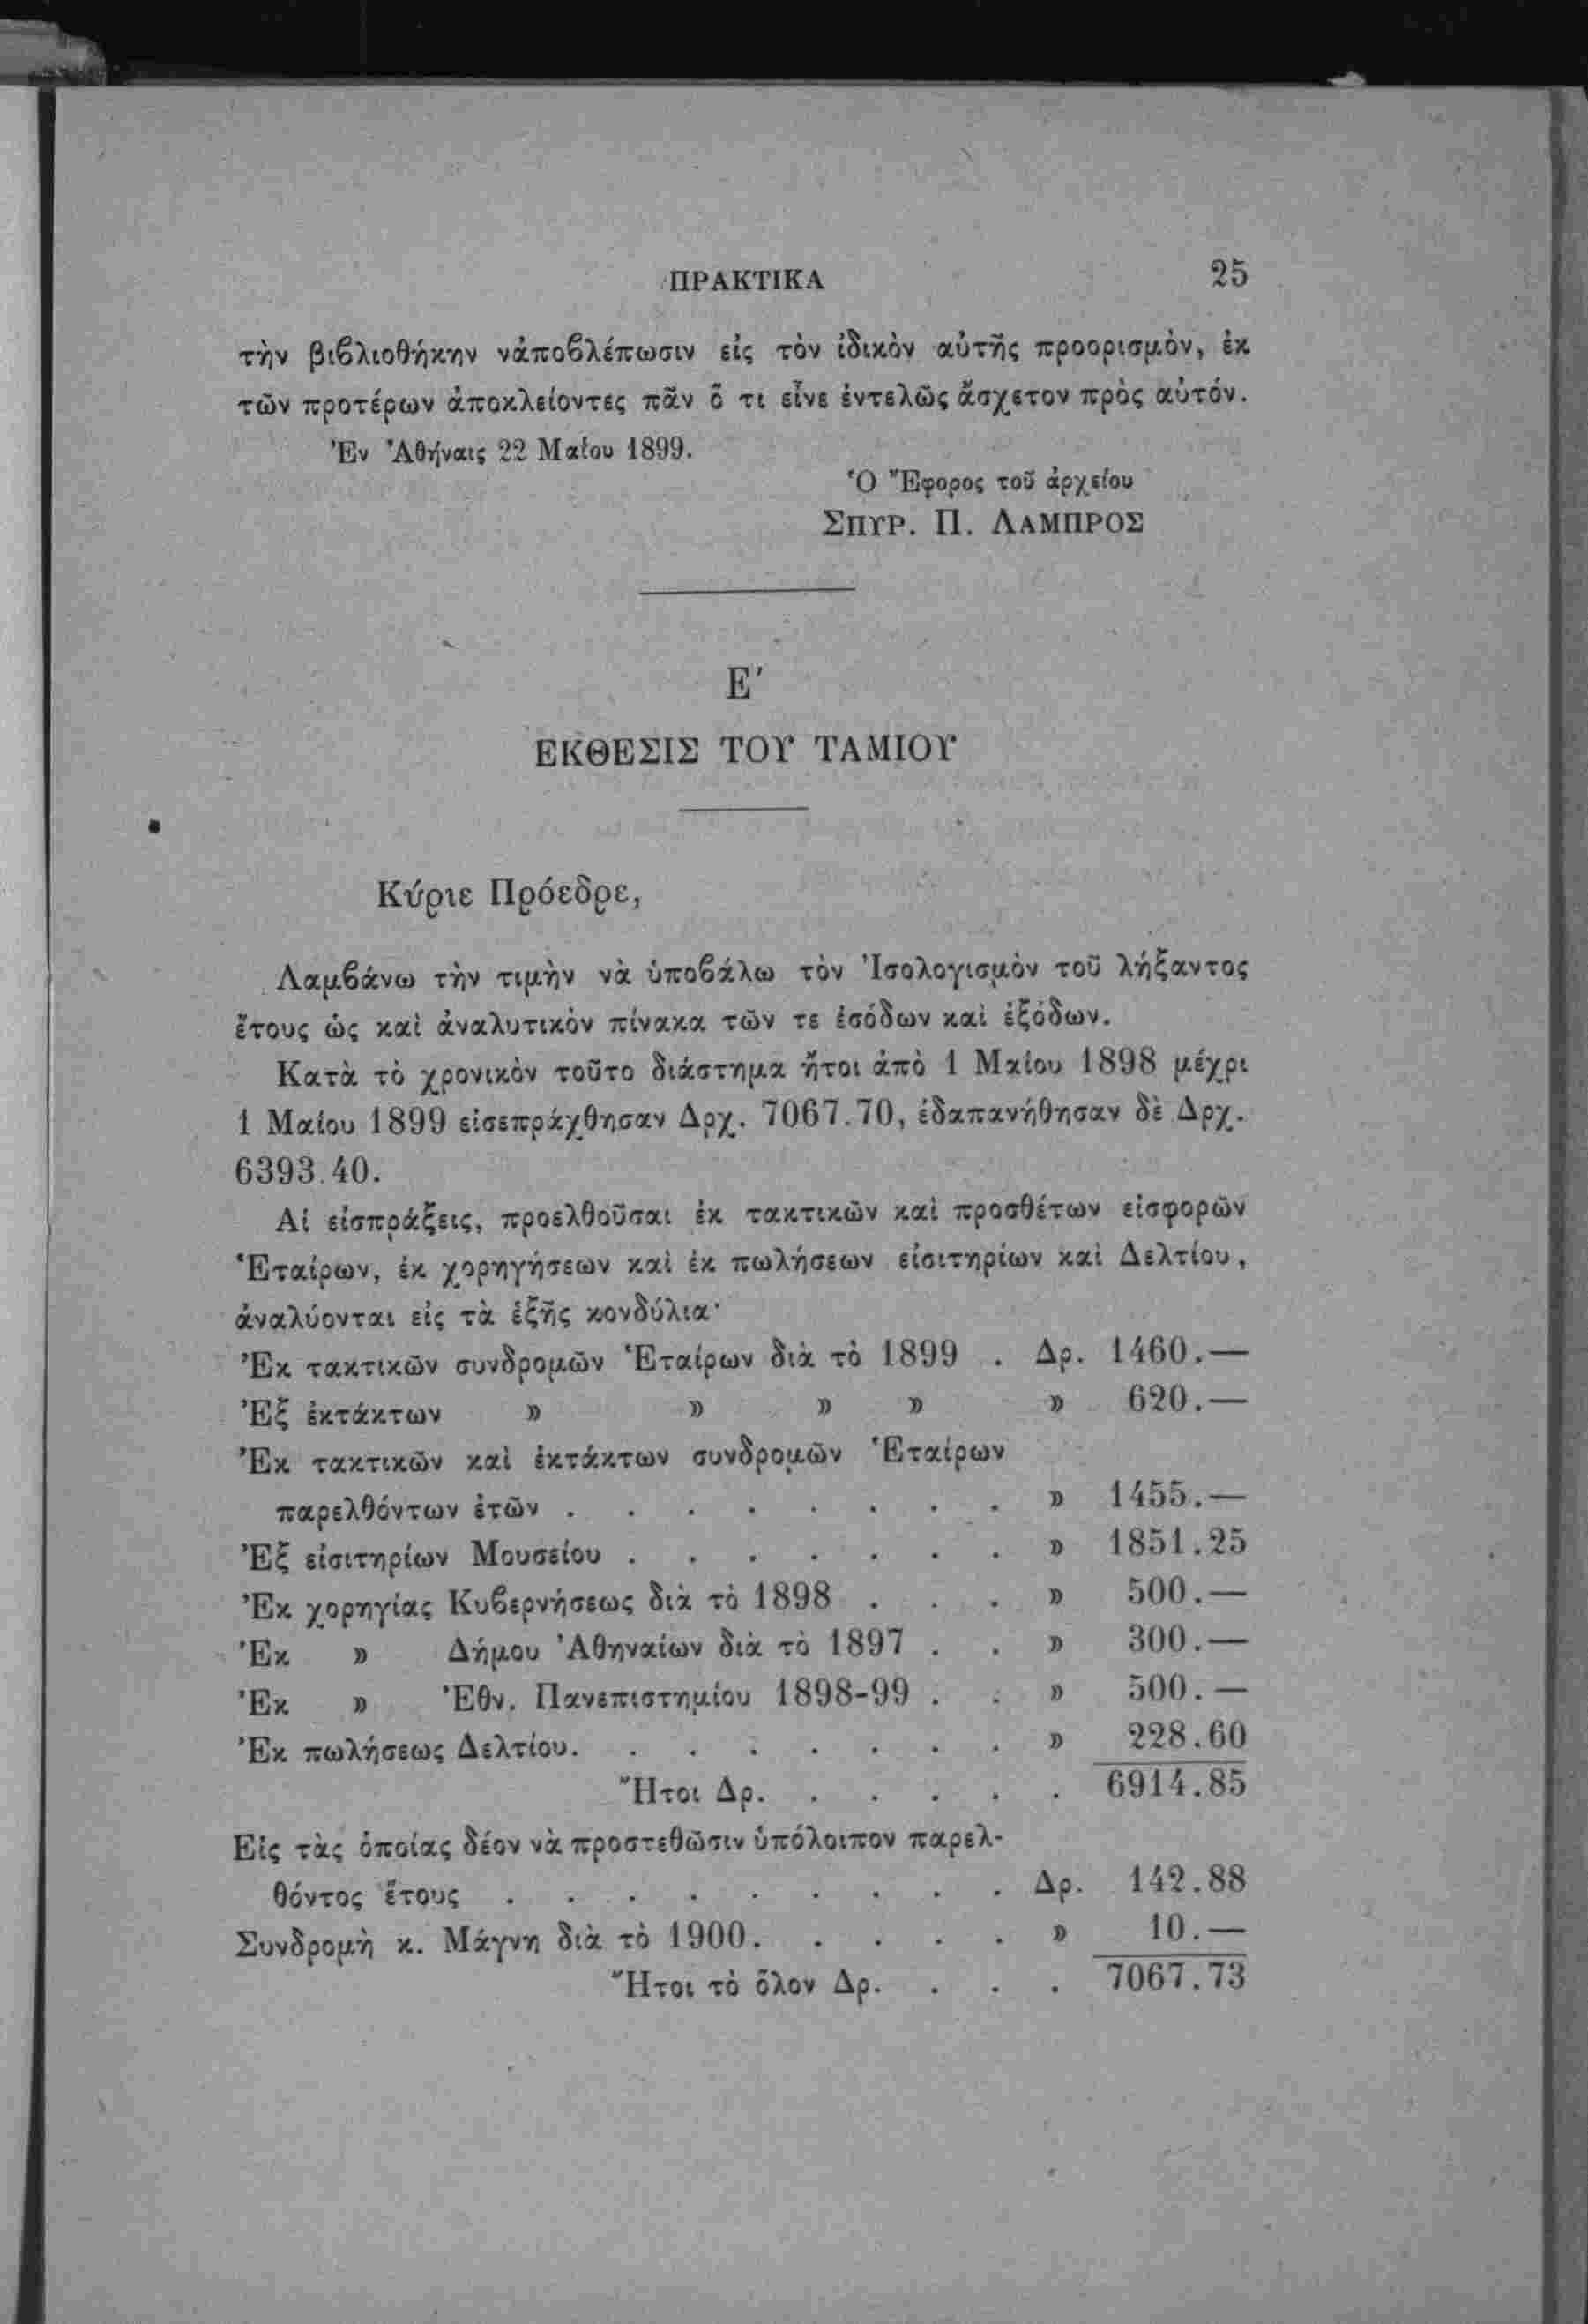 ΠΡΑΚΤΙΚΑ 25
τὴν βιβλιοθήκην νἀποβλέπωσιν εἰς τὸν ἰδικὸν αὐτῆς προορισμὸν, ἐκ
τῶν προτέρων ἀποκλείοντες πᾶν ὅ τι εἶνε ἐντελῶς ἄσχετον πρὸς αὐτόν.
Ἐν Ἀθήναις 22 Μαΐου 1899.
Ὁ Ἔφορος τοῦ ἀρχείου
ΣΠΥΡ. Π. ΛΑΜΠΡΟΣ
Ε′
ΕΚΘΕΣΙΣ ΤΟΥ ΤΑΜΙΟΥ
Κύριε Πρόεδρε,
Λαμβάνω τὴν τιμὴν νὰ ὑποβάλω τὸν Ἰσολογισμὸν τοῦ λήξαντος
ἔτους ὡς καὶ ἀναλυτικὸν πίνακα τῶν τε ἐσόδων καὶ ἐξόδων.
Κατὰ τὸ χρονικὸν τοῦτο διάστημα ἤτοι ἀπὸ 1 Μαίου 1898 μέχρι
1 Μαίου 1899 εἰσεπράχθησαν Δρχ. 7067.70, ἐδαπανήθησαν δὲ Δρχ.
6393.40.
Αἱ εἰσπράξεις, προελθοῦσαι ἐκ τακτικῶν καὶ προσθέτων εἰσφορῶν
Ἑταίρων, ἐκ χορηγήσεων καὶ ἐκ πωλήσεων εἰσιτηρίων καὶ Δελτίου,
ἀναλύονται εἰς τὰ ἑξῆς κονδύλια·
Ἐκ τακτικῶν συνδρομῶν Ἑταίρων διὰ τὸ 1899 . Δρ. 1460.—
Ἐξ ἐκτάκτων » » » » » 620.—
Ἐκ τακτικῶν καὶ ἐκτάκτων συνδρομῶν Ἑταίρων
παρελθόντων ἐτῶν . . . . . . . . » 1455.—
Ἐξ εἰσιτηρίων Μουσείου . . . . . . . » 1851.25
Ἐκ χορηγίας Κυβερνήσεως διὰ τὸ 1898 . . . » 500.—
Ἐκ » Δήμου Ἀθηναίων διὰ τὸ 1897 . . » 300.—
Ἐκ » Ἐθν. Πανεπιστημίου 1898-99 . . » 500.—
Ἐκ πωλήσεως Δελτίου. . . . . . . . » 228.60
Ἤτοι Δρ. . . . . . 6914.85
Εἰς τὰς ὁποίας δέον νὰ προστεθῶσιν ὑπόλοιπον παρελ-
θόντος ἔτους . . . . . . . . . Δρ. 142.88
Συνδρομὴ κ. Μάγνη διὰ τὸ 1900. . . . . » 10.—
Ἤτοι τὸ ὅλον Δρ. . . . 7067.73